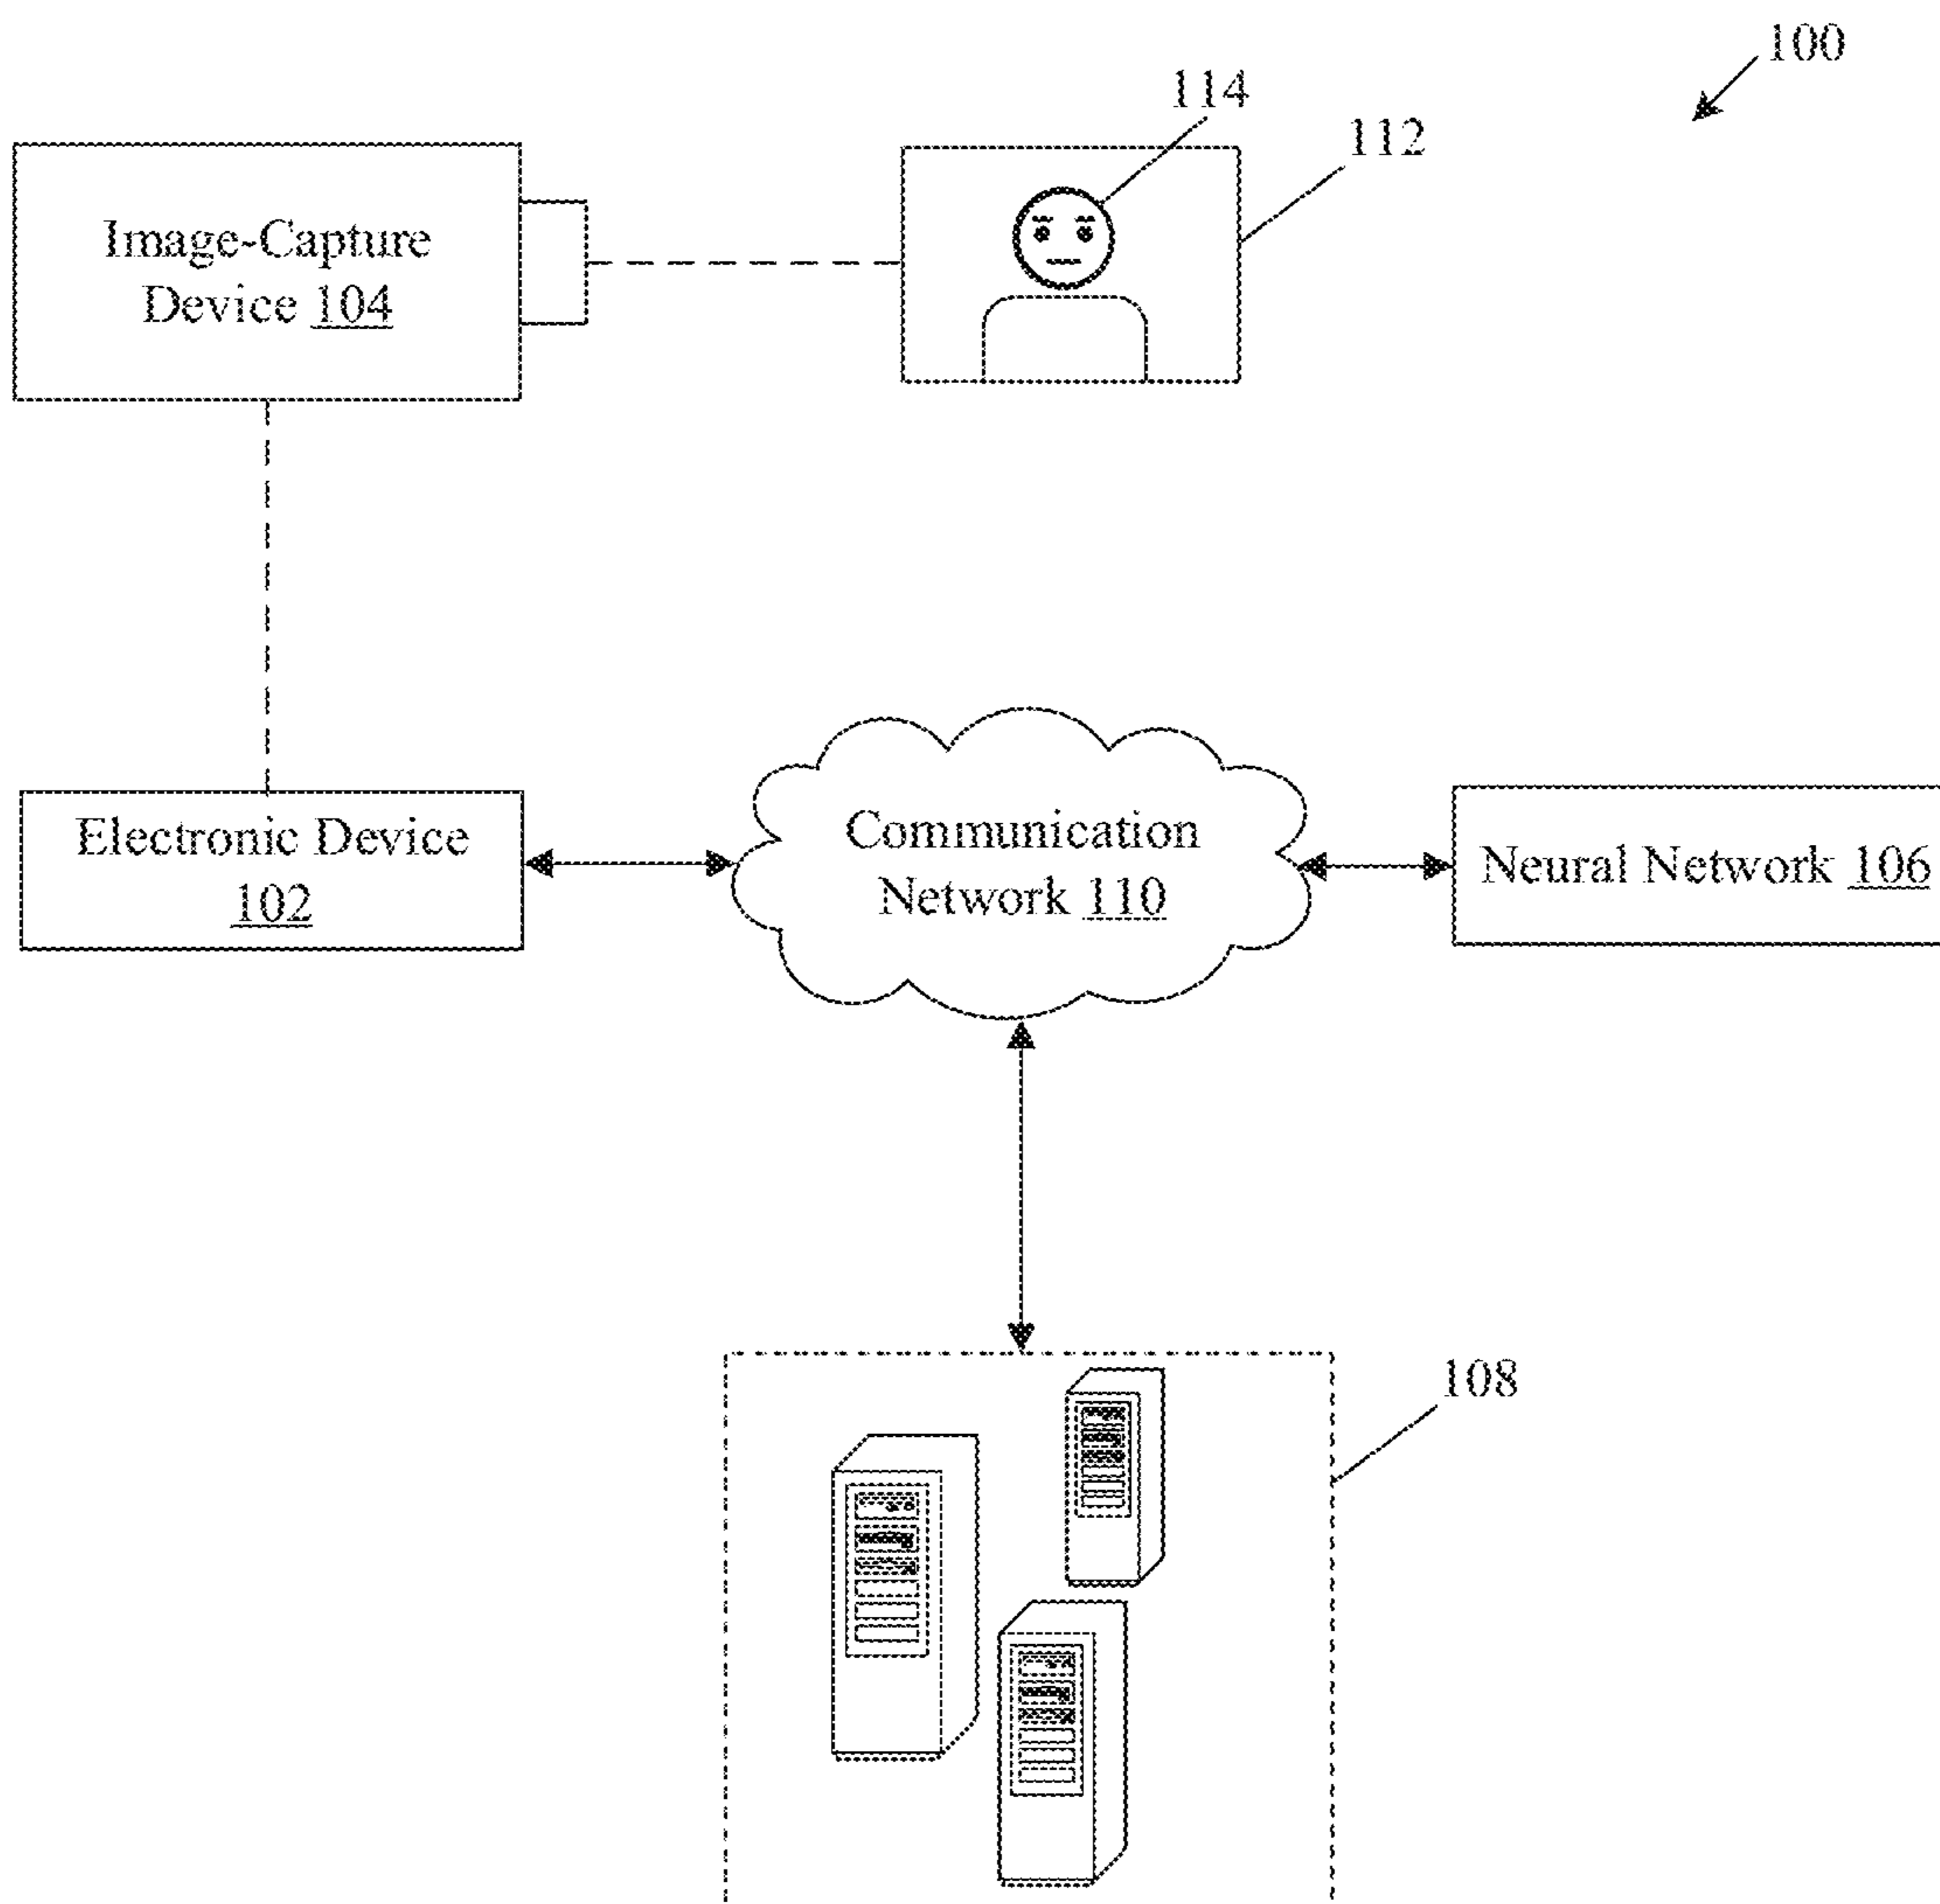 100
114
112
Image-Capture
Device 104
Electronic Device
102
Communication
Network 110
Neural Network 106
108